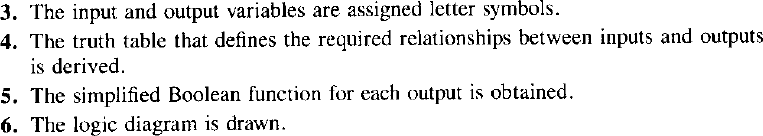 3. The input and output variables are assigned letter symbols.
4. The truth table that defines the required relationships between inputs and outputs
is derived.
5. The simplified Boolean function for each output is obtained.
6. The logic diagram is drawn.